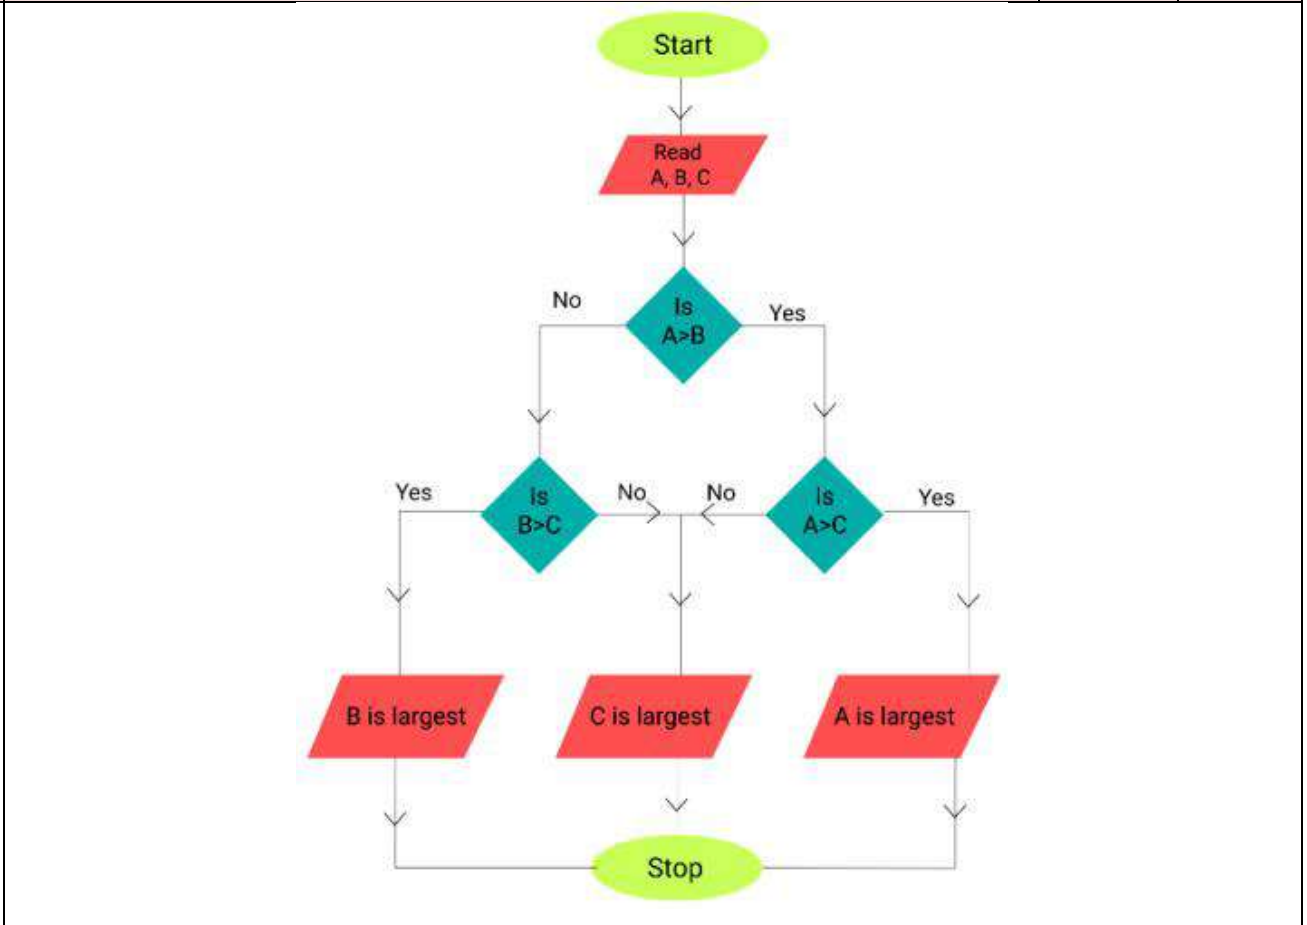 Start
Read
A, B, C
No
Is
A>B
Yes
Yes
Is
B>C
No
No
Is
A>C
Yes
B is largest
C is largest
A is largest
Stop